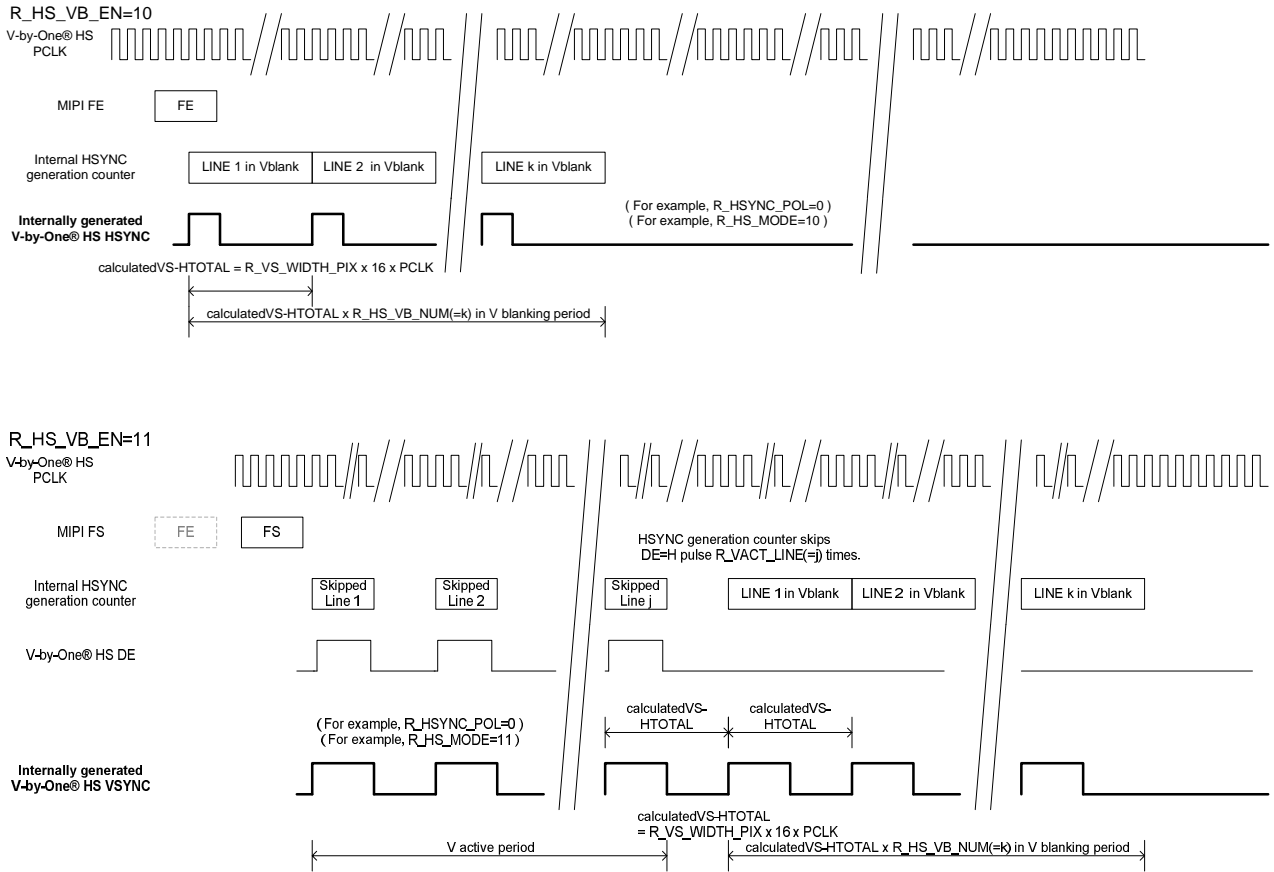 R_HS_VB_EN=10
V-by-One® HS
PCLK
MIPI FE
FE
Internal HSYNC
generation counter
LINE 1 in Vblank
LINE 2 in Vblank
LINE k in Vblank
Internally generated
V-by-One® HS HSYNC
( For example, R_HSYNC_POL=0 )
( For example, R_HS_MODE=10 )
calculatedVS-HTOTAL = R_VS_WIDTH_PIX x 16 x PCLK
calculatedVS-HTOTAL x R_HS_VB_NUM(=k) in V blanking period
R_HS_VB_EN=11
V-by-One® HS
PCLK
MIPI FS
FE
FS
HSYNC generation counter skips
DE=H pulse R_VACT_LINE(=j) times.
Internal HSYNC
generation counter
Skipped
Line 1
Skipped
Line 2
Skipped
Line j
LINE 1 in Vblank
LINE 2 in Vblank
LINE k in Vblank
V-by-One® HS DE
calculatedVS-
HTOTAL
calculatedVS-
HTOTAL
( For example, R_HSYNC_POL=0 )
( For example, R_HS_MODE=11 )
Internally generated
V-by-One® HS VSYNC
calculatedVS-HTOTAL
= R_VS_WIDTH_PIX x 16 x PCLK
V active period
calculatedVS-HTOTAL x R_HS_VB_NUM(=k) in V blanking period